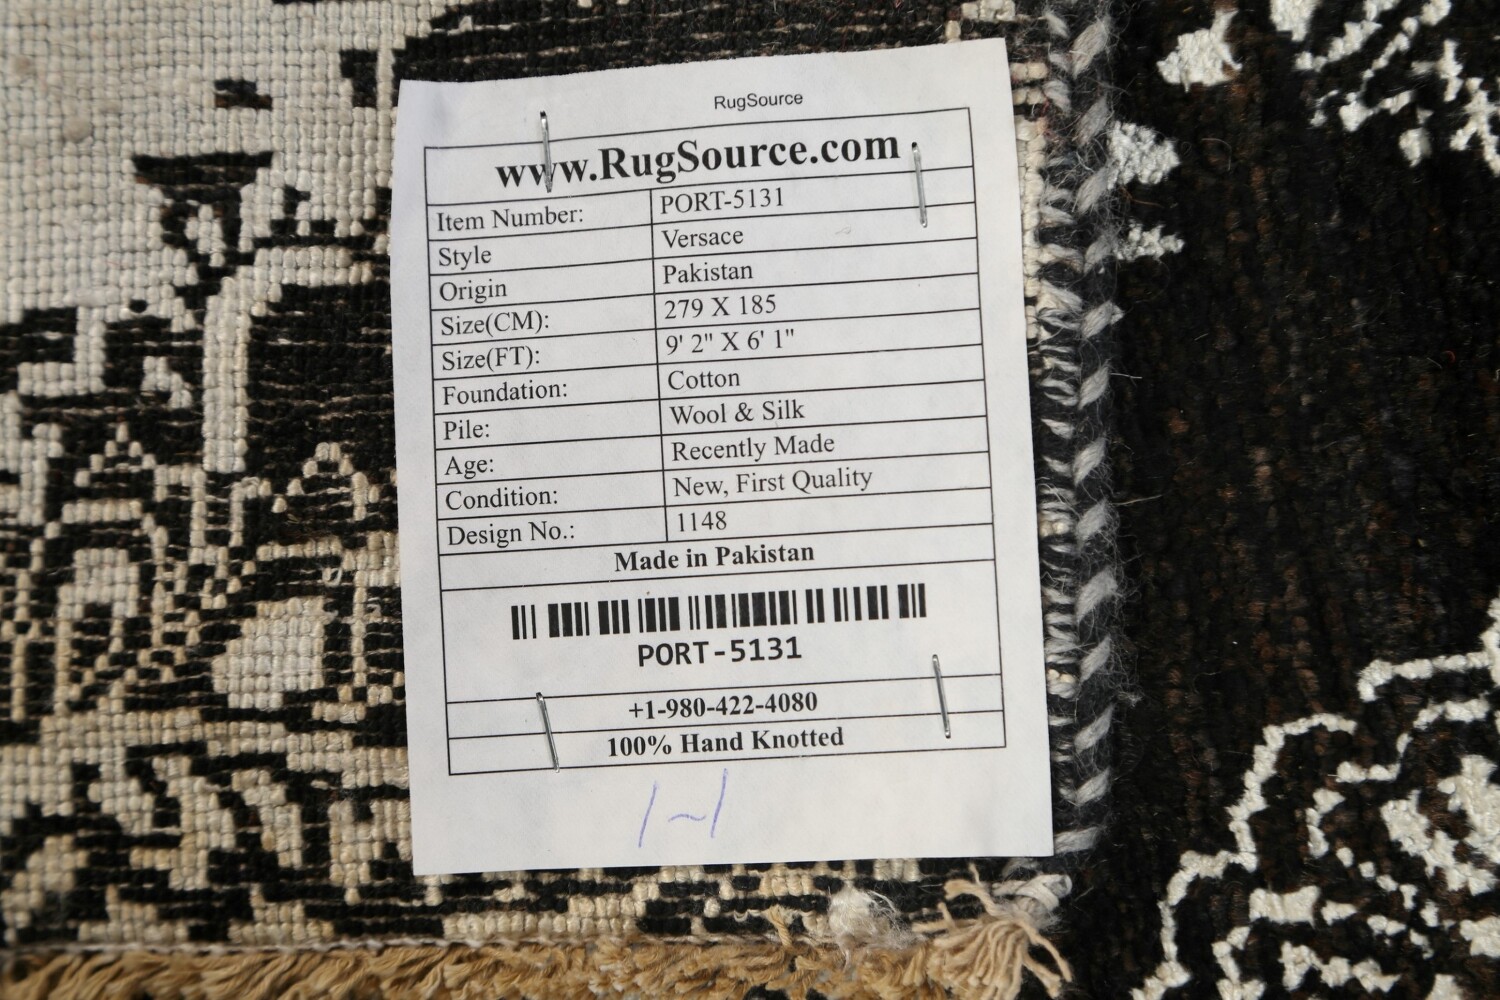 RugSource
www.RugSource.com
Item Number: PORT-5131
Style Versace
Origin Pakistan
Size(CM): 279 X 185
Size(FT): 9' 2" X 6' 1"
Foundation: Cotton
Pile: Wool & Silk
Age: Recently Made
Condition: New, First Quality
Design No.: 1148
Made in Pakistan
PORT-5131
+1-980-422-4080
100% Hand Knotted
1~1